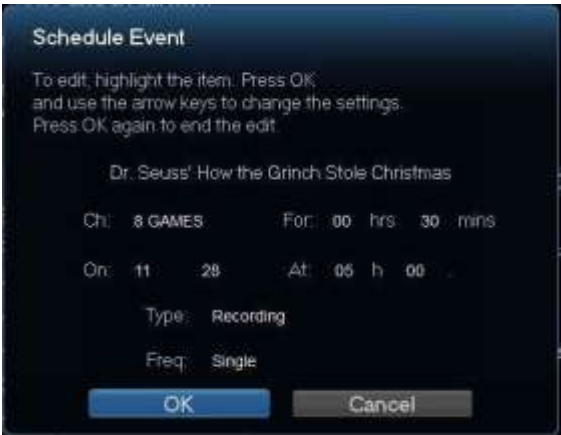 Schedule Event
To edit, highlight the item. Press OK
and use the arrow keys to change the settings.
Press OK again to end the edit.
Dr. Seuss' How the Grinch Stole Christmas
Ch: 8 GAMES For: 00 hrs 30 mins
On: 11 28 At: 05 h 00 .
Type: Recording
Freq: Single
OK Cancel